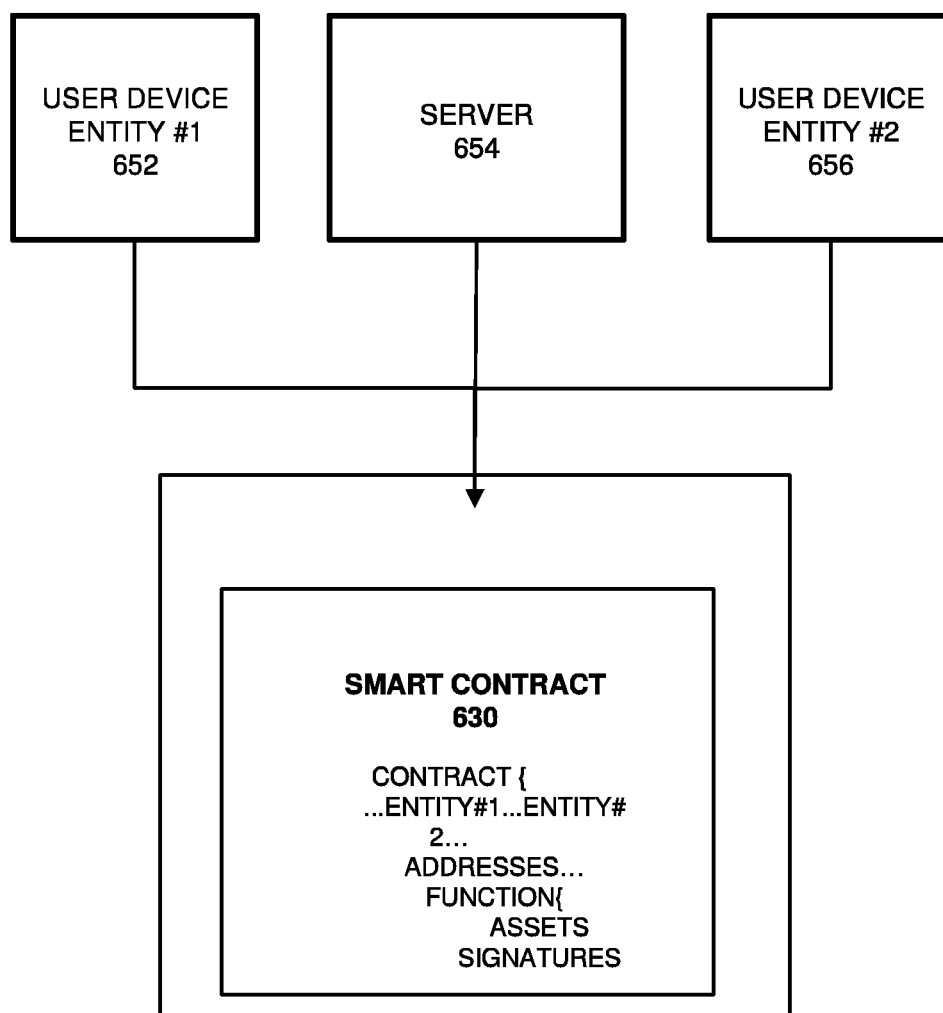 USER DEVICE
ENTITY #1
652
SERVER
654
USER DEVICE
ENTITY #2
656
SMART CONTRACT
630
CONTRACT {
...ENTITY#1...ENTITY#
2...
ADDRESSES...
FUNCTION{
ASSETS
SIGNATURES